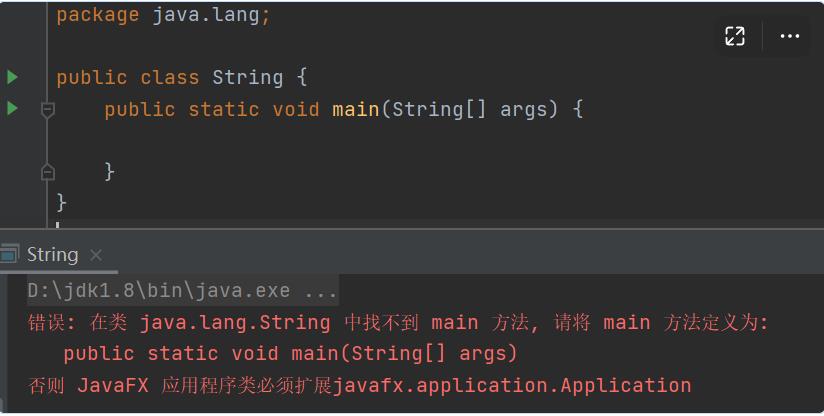 package java.lang;
public class String {
public static void main(String[] args) {
}
}
String
D:\jdk1.8\bin\java.exe ...
错误: 在类 java.lang.String 中找不到 main 方法, 请将 main 方法定义为:
public static void main(String[] args)
否则 JavaFX 应用程序类必须扩展javafx.application.Application